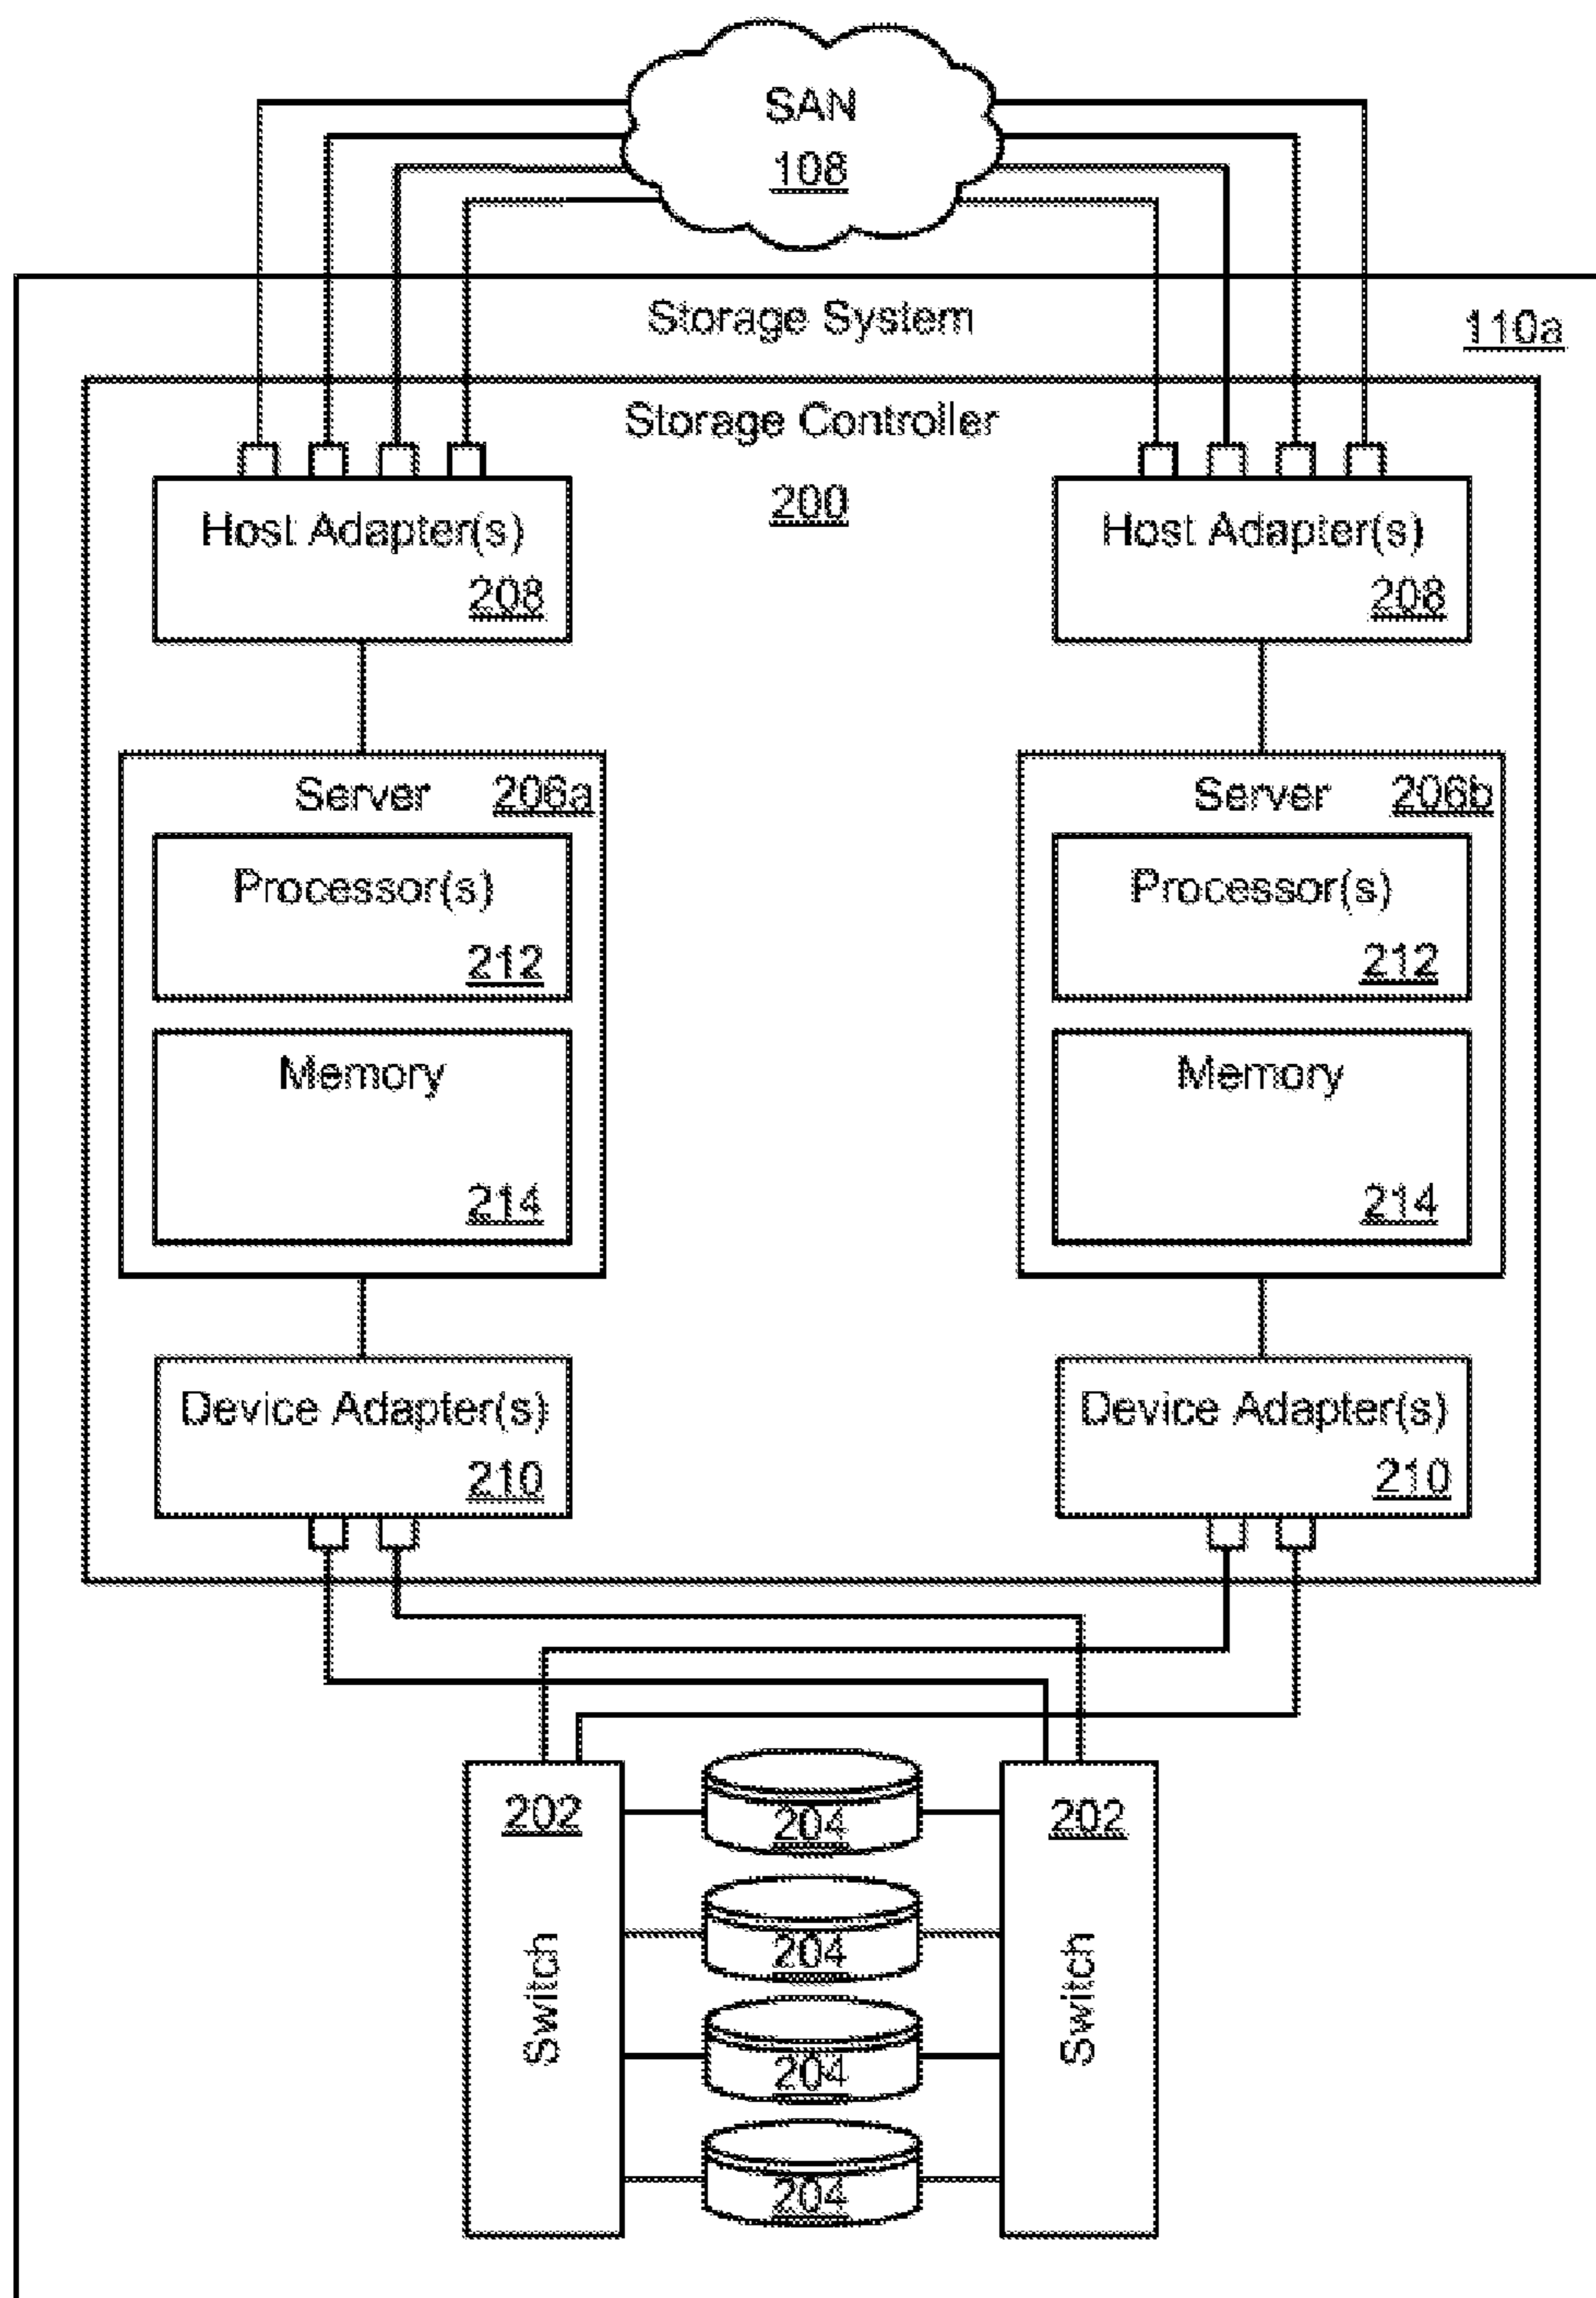 SAN
108
Storage System
110a
Storage Controller
200
Host Adapter(s)
208
Host Adapter(s)
208
Server 206a
Processor(s)
212
Memory
214
Server 206b
Processor(s)
212
Memory
214
Device Adapter(s)
210
Device Adapter(s)
210
202
Switch
204
204
204
204
202
Switch